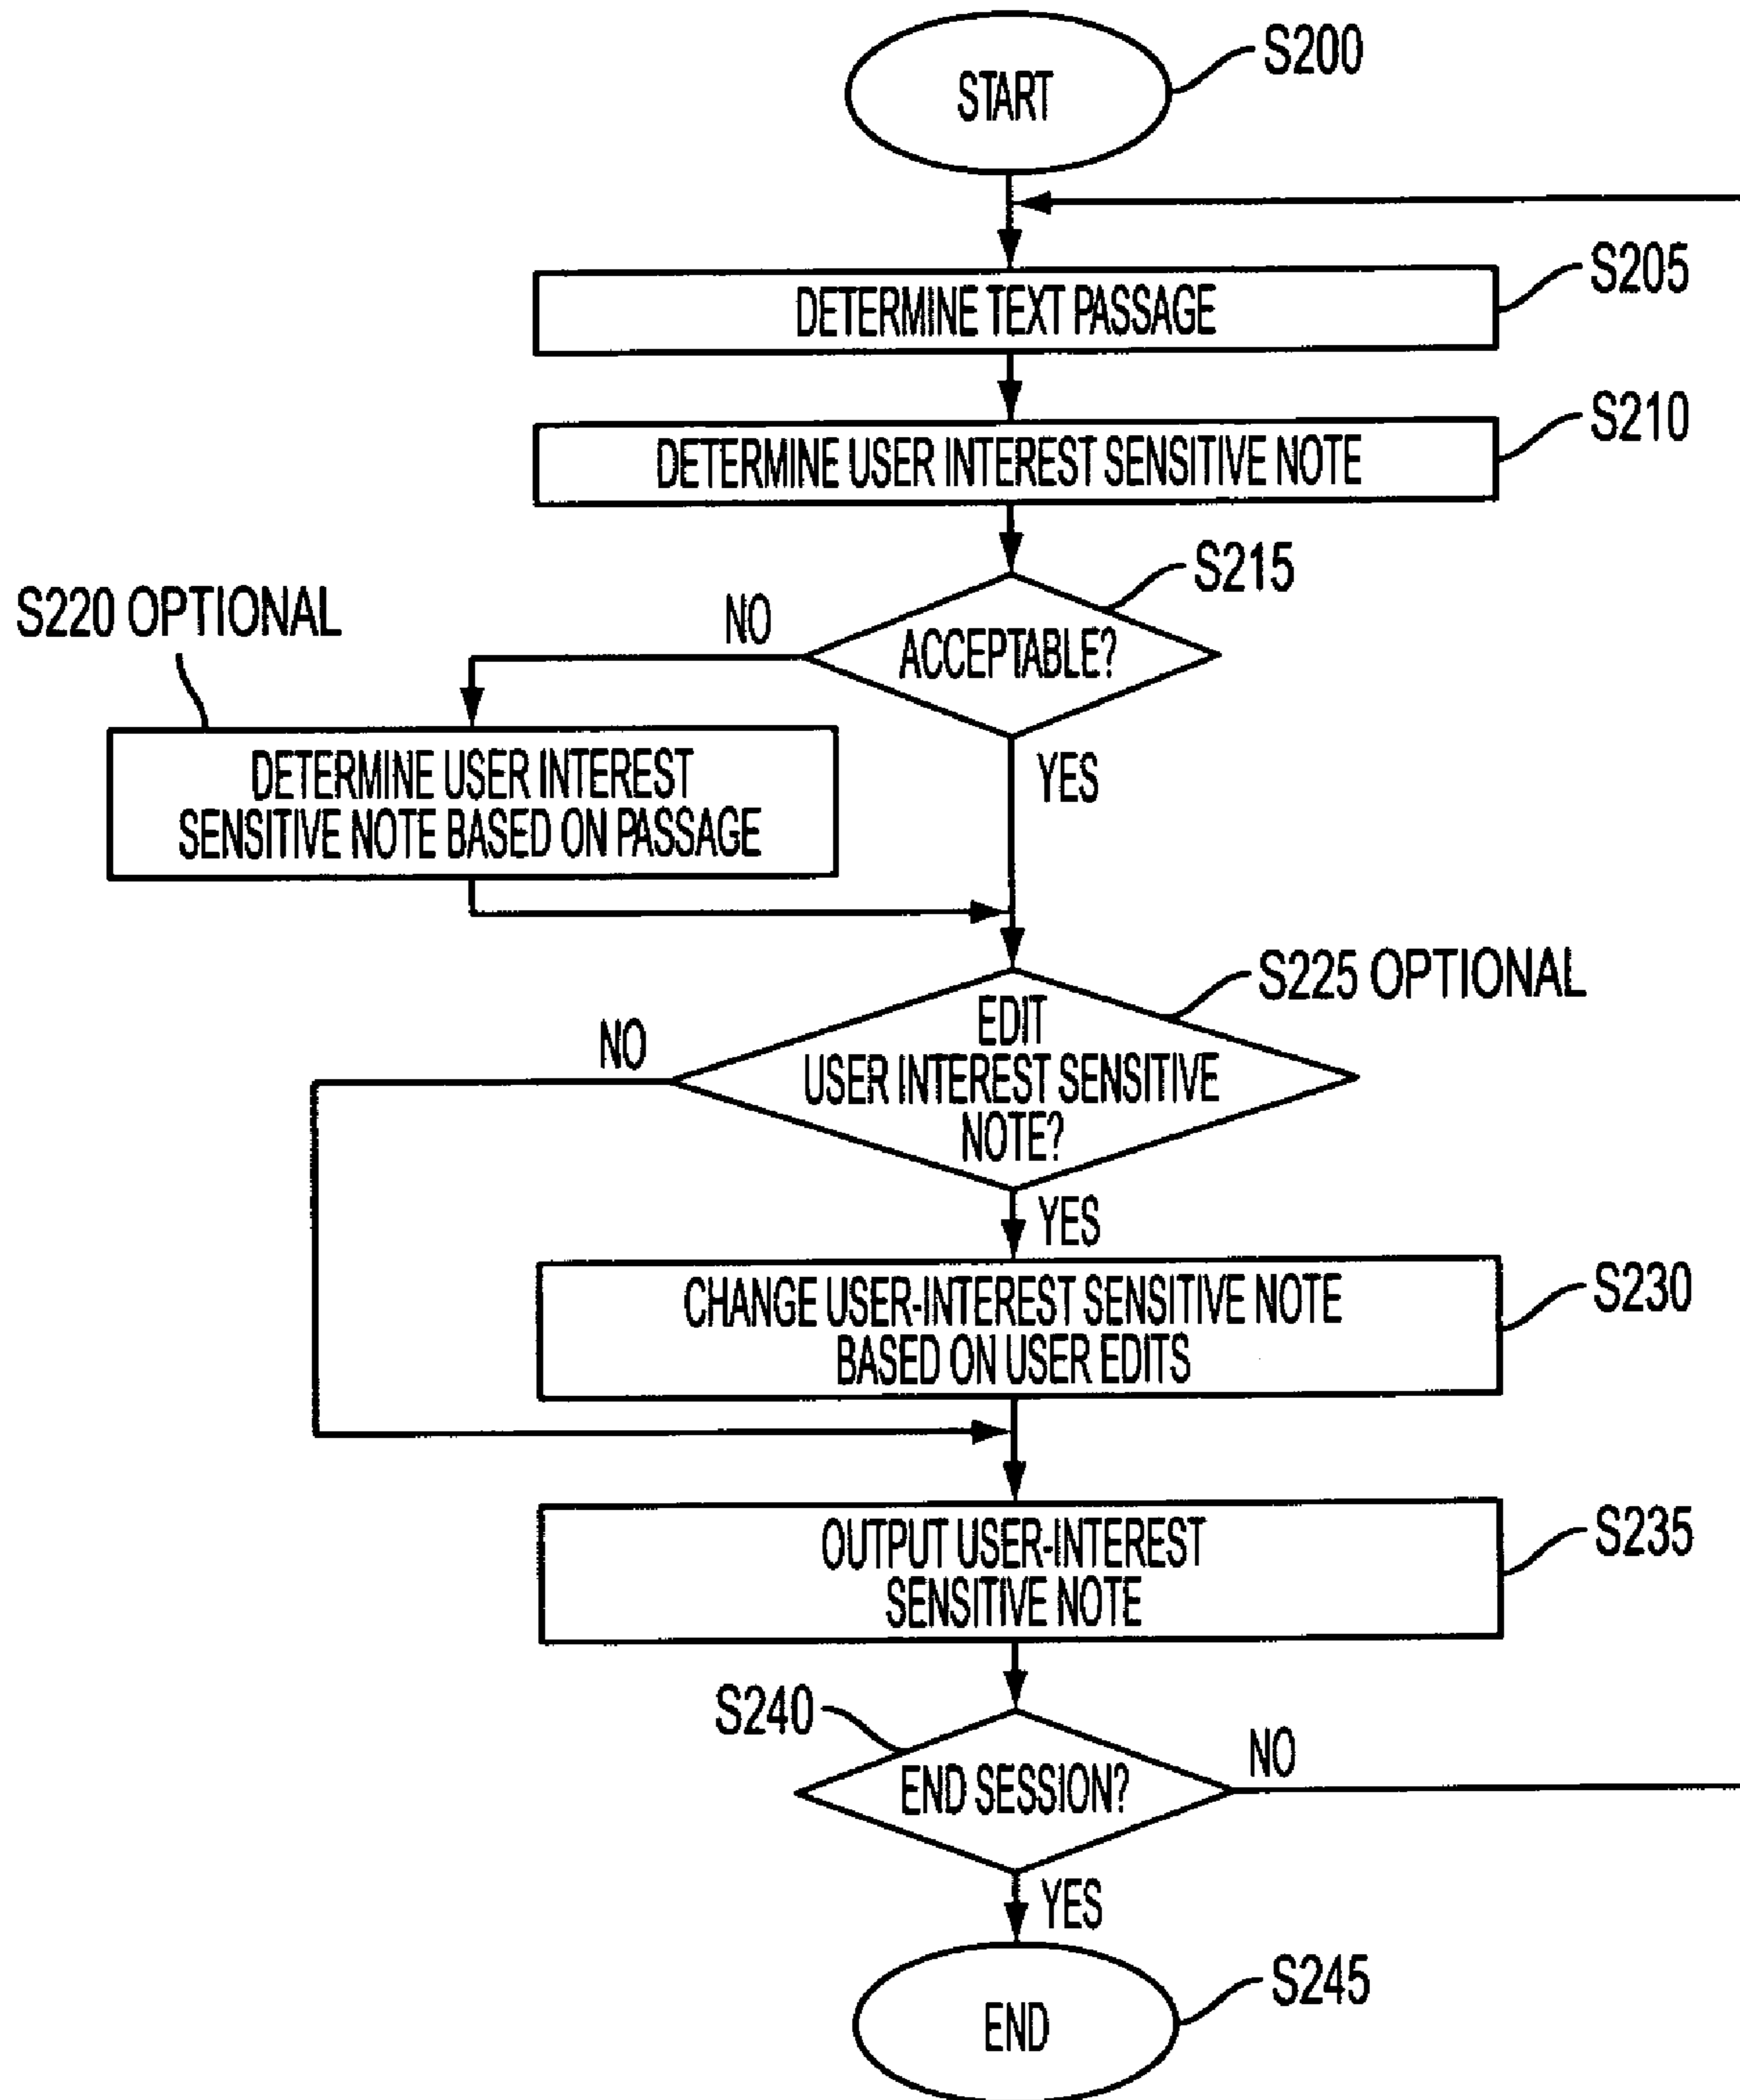 START
S200
DETERMINE TEXT PASSAGE
S205
DETERMINE USER INTEREST SENSITIVE NOTE
S210
S215
ACCEPTABLE?
NO
YES
S220 OPTIONAL
DETERMINE USER INTEREST
SENSITIVE NOTE BASED ON PASSAGE
S225 OPTIONAL
EDIT
USER INTEREST SENSITIVE
NOTE?
NO
YES
CHANGE USER-INTEREST SENSITIVE NOTE
BASED ON USER EDITS
S230
OUTPUT USER-INTEREST
SENSITIVE NOTE
S235
S240
END SESSION?
NO
YES
END
S245